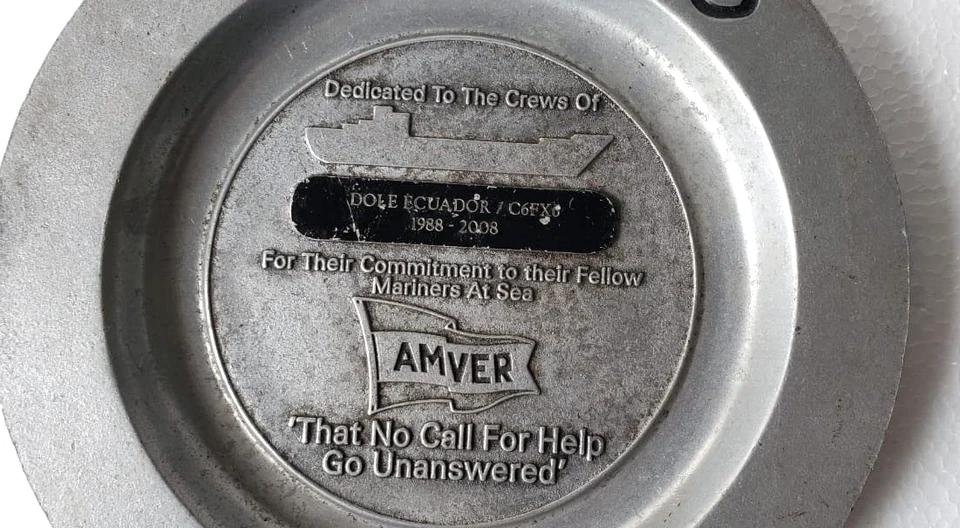 Dedicated To The Crews Of
DOLE ECUADOR /
1988 - 2008
For Their Commitment to their Fellow
Mariners At Sea
AMVER
'That No Call For Help
Go Unanswered'